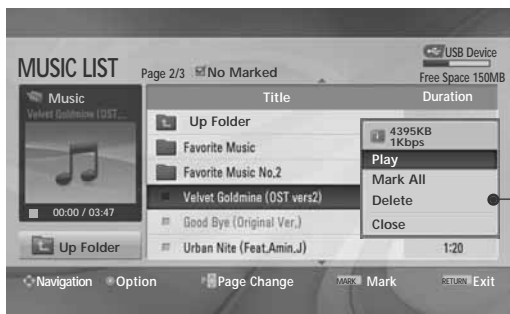 USB Device
MUSIC LIST
Page 2/3
No Marked
Free Space 150MB
Music
Title
Duration
Velvet Goldmine (OST...
Up Folder
4395KB
1Kbps
Favorite Music
Play
Favorite Music No,2
Mark All
Velvet Goldmine (OST vers2)
Delete
00:00 / 03:47
Good Bye (Original Ver,)
Close
Up Folder
Urban Nite (Feat,Amin,J)
1:20
Navigation
Option
Page Change
MARK Mark
RETURN Exit